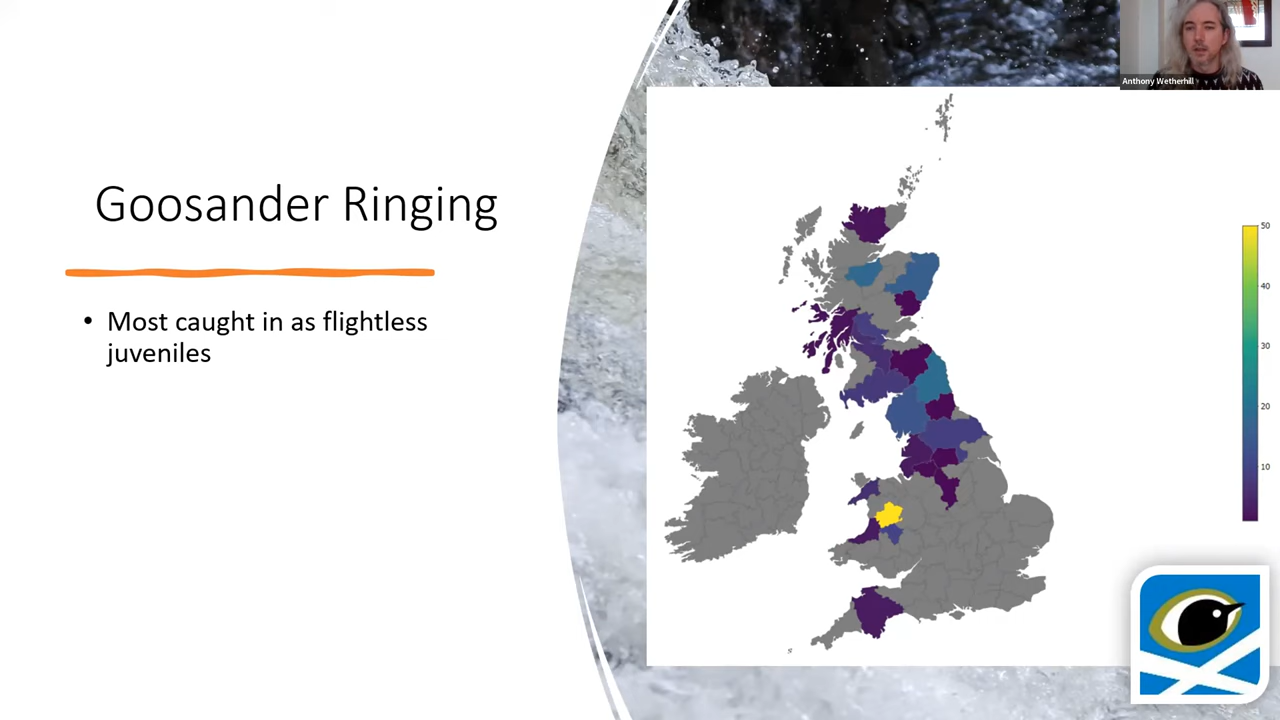 Anthony Wetherhill
Goosander Ringing
• Most caught in as flightless
juveniles
50
40
30
20
10